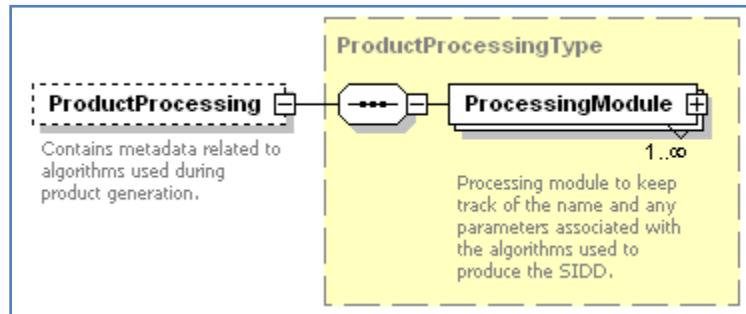 ProductProcessingType
ProductProcessing
ProcessingModule
1..∞
Contains metadata related to
algorithms used during
product generation.
Processing module to keep
track of the name and any
parameters associated with
the algorithms used to
produce the SIDD.